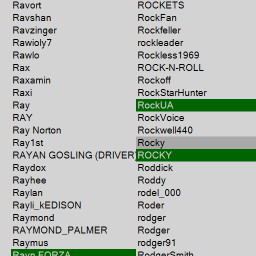 Ravort
Ravshan
Ravzinger
Rawioly7
Rawlo
Rax
Raxamin
Raxi
Ray
RAY
Ray Norton
Ray1st
RAYAN GOSLING (DRIVER
Raydox
Rayhee
Raylan
Rayli_kEDISON
Raymond
RAYMOND_PALMER
Raymus
Rayn FORZA
ROCKETS
RockFan
Rockfeller
rockleader
Rockless1969
ROCK-N-ROLL
Rockoff
RockStarHunter
RockUA
RockVoice
Rockwell440
Rocky
ROCKY
Roddick
Roddy
rodel_000
Roder
rodger
rodger
rodger91
RodgerSmith